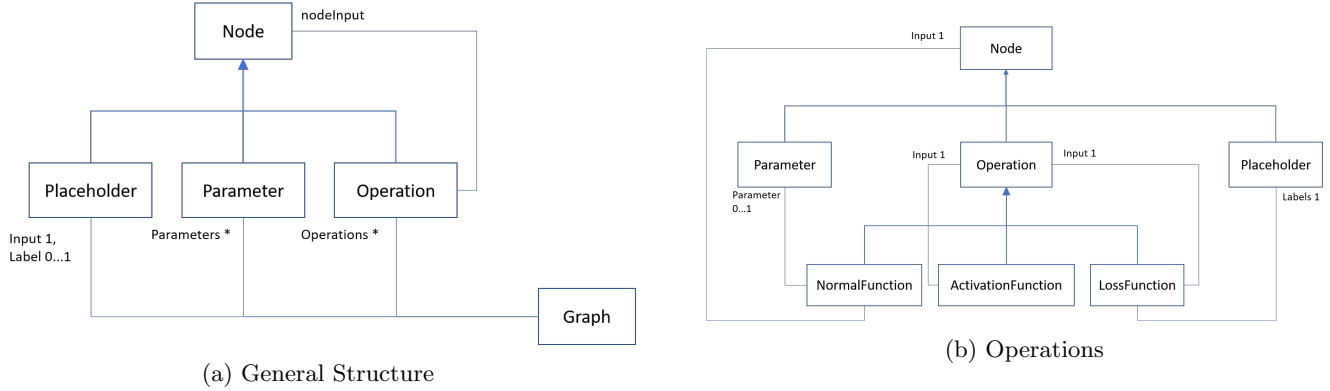 Node
nodeInput
Placeholder
Parameter
Operation
Input 1,
Label 0...1
Parameters *
Operations *
Graph
(a) General Structure
Input 1
Node
Parameter
Input 1
Operation
Input 1
Placeholder
Parameter
0...1
Labels 1
NormalFunction
ActivationFunction
LossFunction
(b) Operations